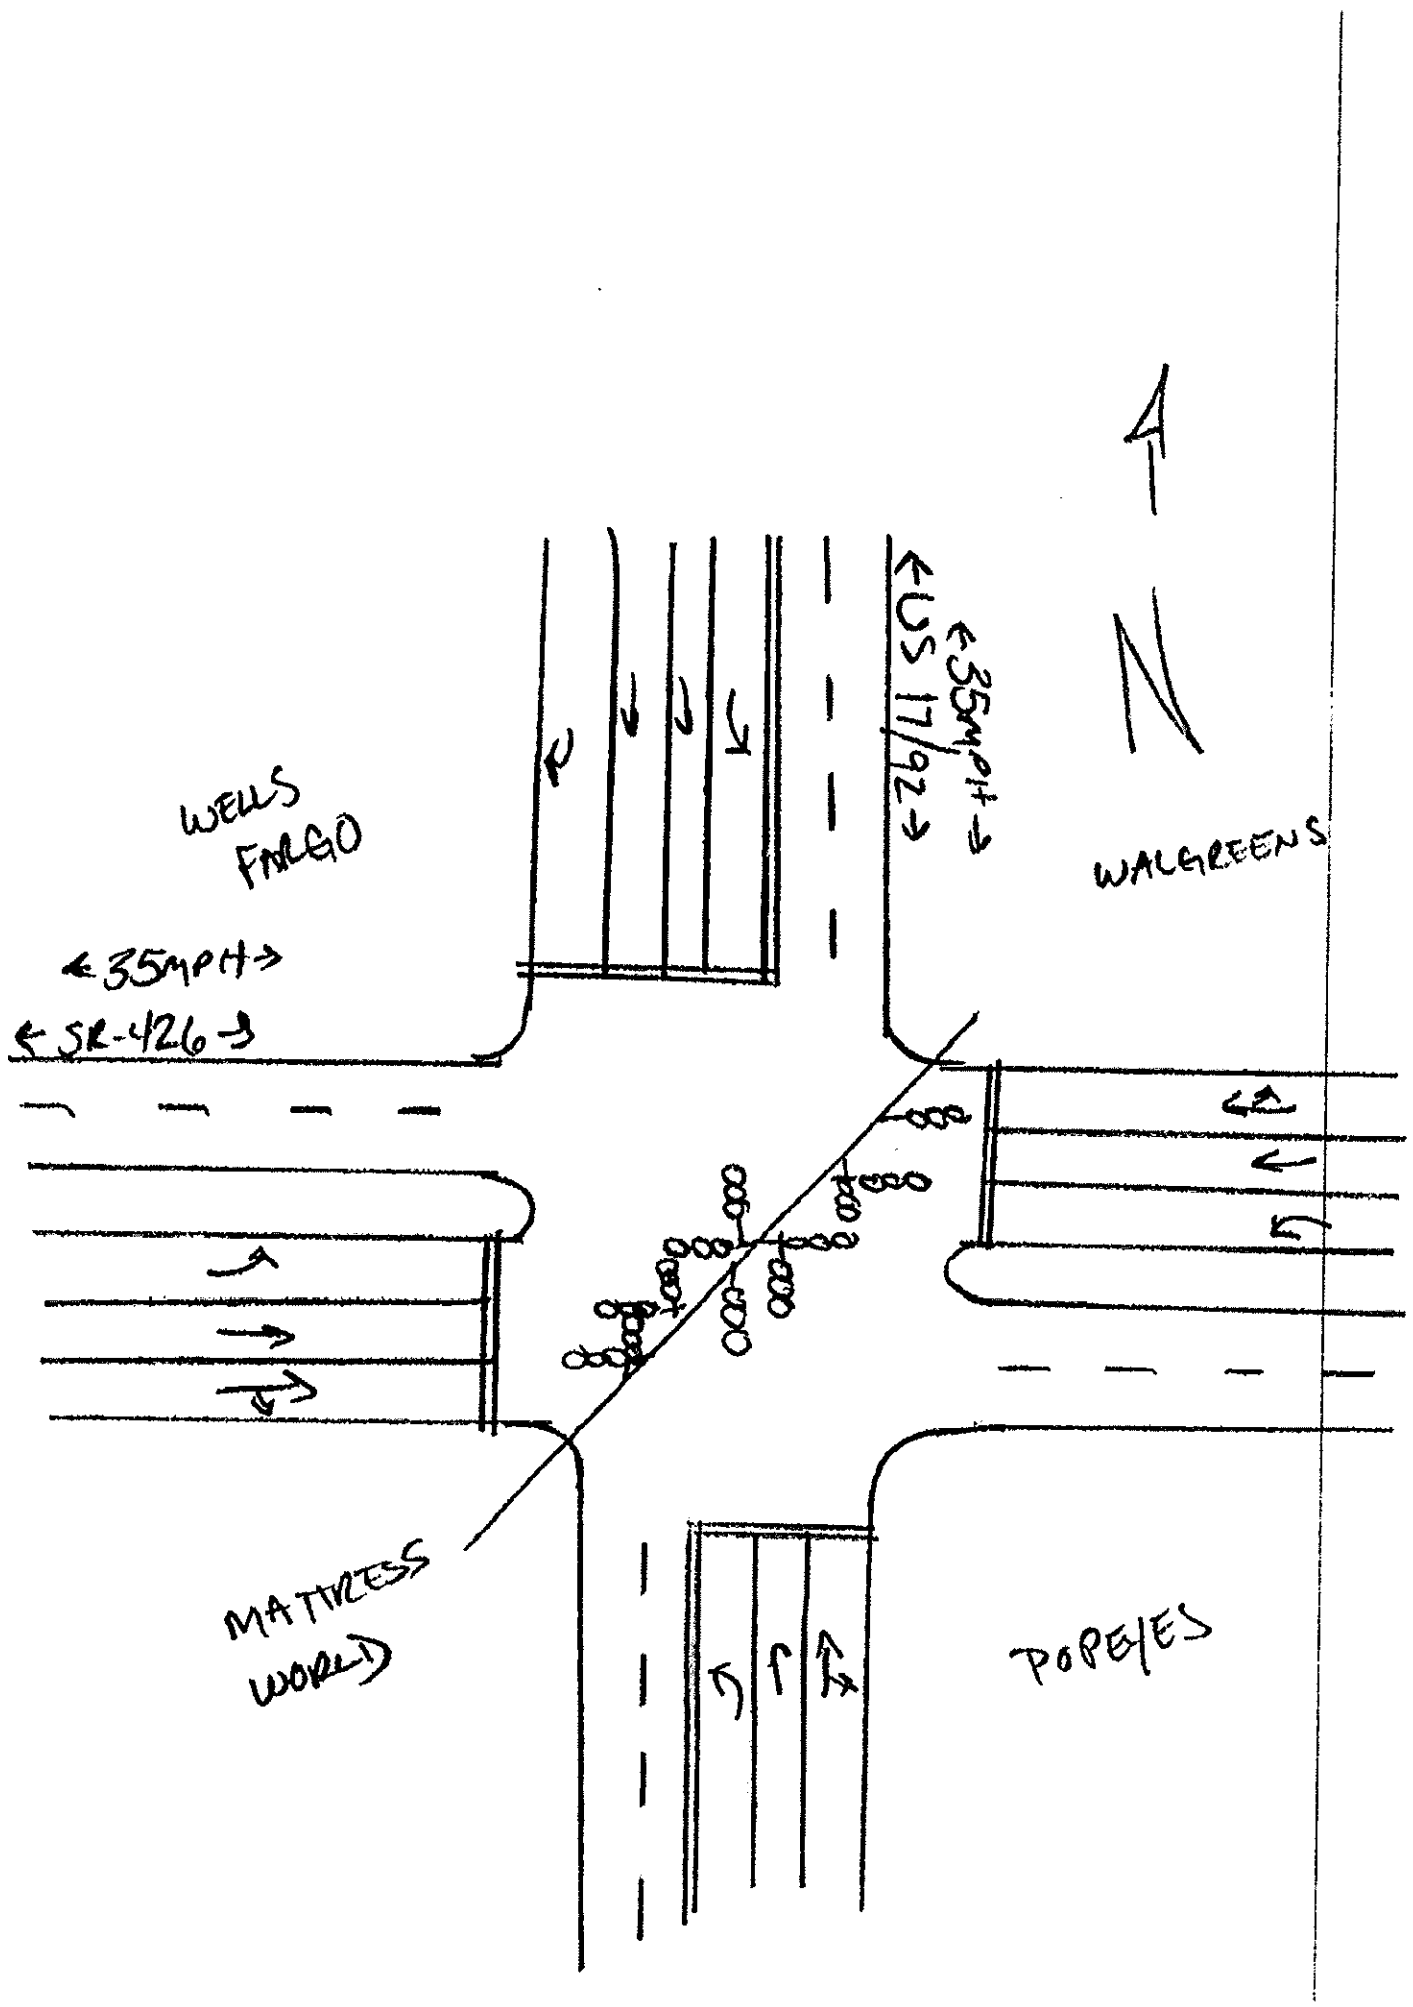 N
← US 17/92 →
← 35MPH →
WELLS
FARGO
WALGREENS
← 35MPH →
← SR-426 →
MATTRESS
WORLD
POPEYES